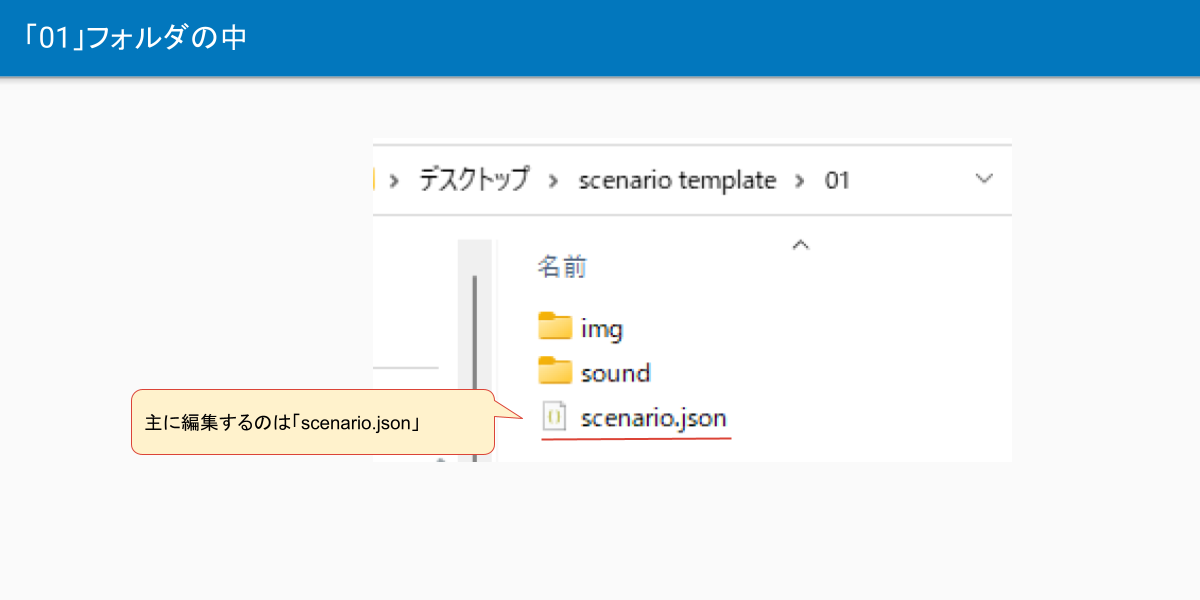 「01」フォルダの中
デスクトップ scenario template 01
名前
img
sound
scenario.json
主に編集するのは「scenario.json」